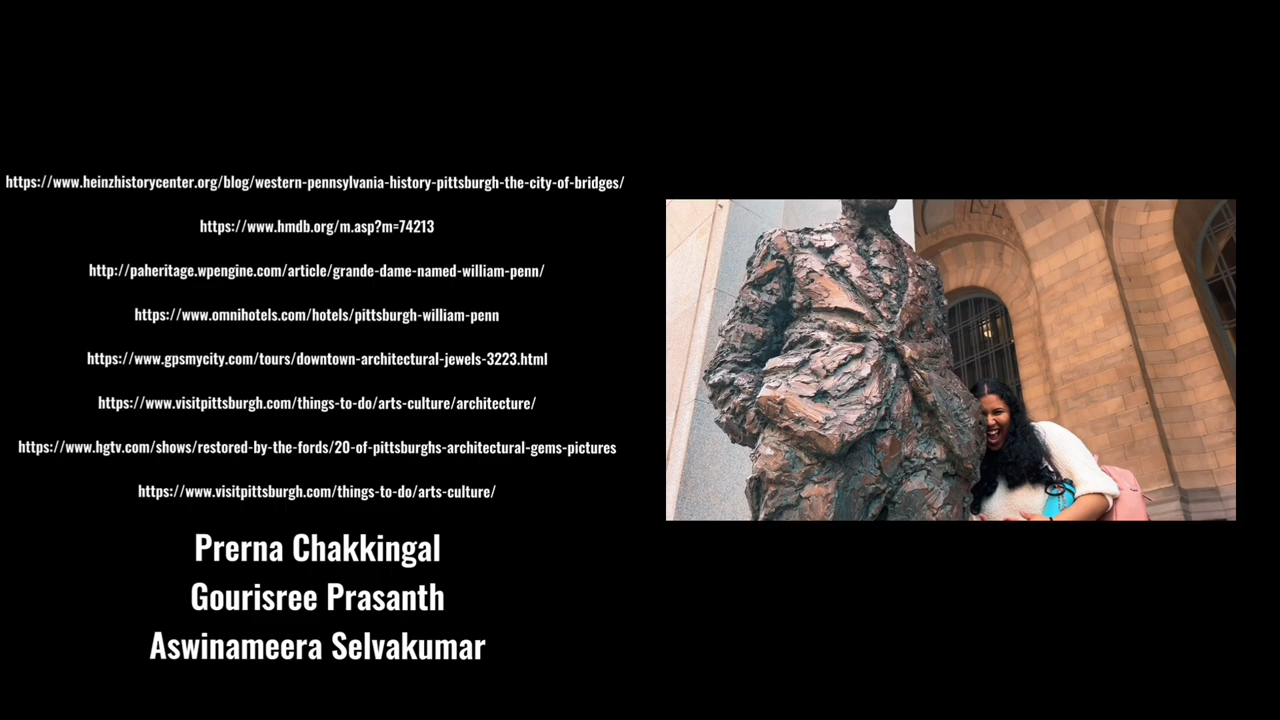 https://www.heinzhistorycenter.org/blog/western-pennsylvania-history-pittsburgh-the-city-of-bridges/
https://www.hmdb.org/m.asp?m=74213
http://paheritage.wpengine.com/article/grande-dame-named-william-penn/
https://www.omnihotels.com/hotels/pittsburgh-william-penn
https://www.gpsmycity.com/tours/downtown-architectural-jewels-3223.html
https://www.visitpittsburgh.com/things-to-do/arts-culture/architecture/
https://www.hgtv.com/shows/restored-by-the-fords/20-of-pittsburghs-architectural-gems-pictures
https://www.visitpittsburgh.com/things-to-do/arts-culture/
Prerna Chakkingal
Gourisree Prasanth
Aswinameera Selvakumar